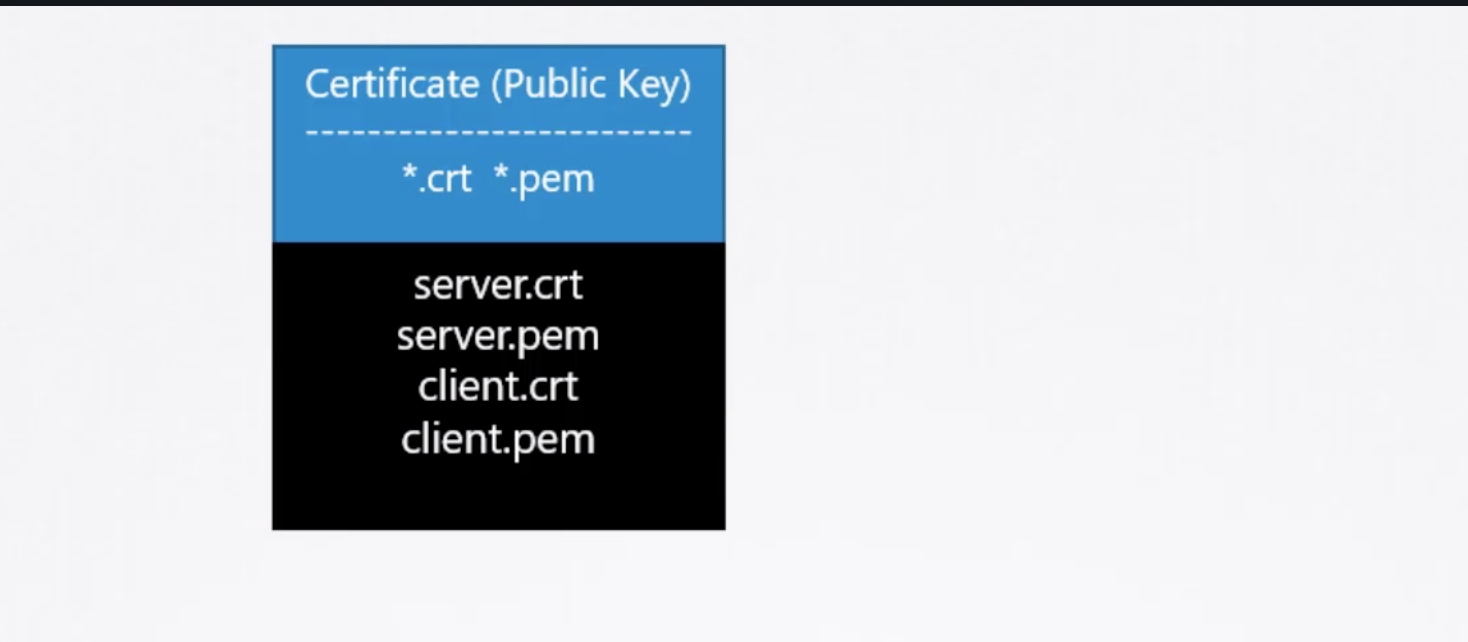 Certificate (Public Key)
-------------------------
*.crt  *.pem
server.crt
server.pem
client.crt
client.pem